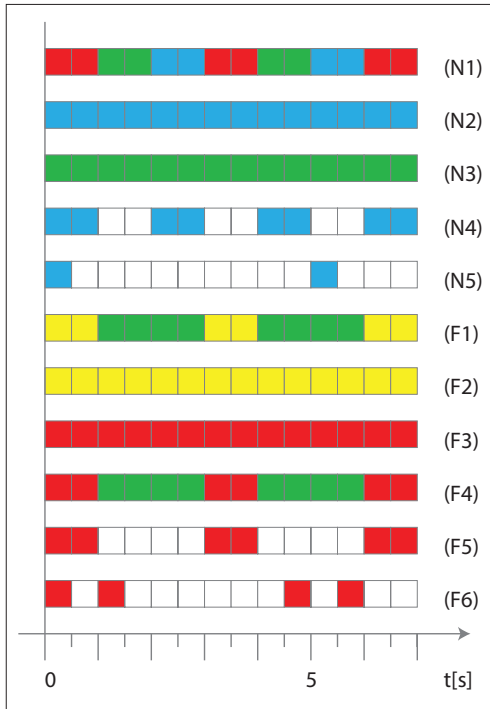 (N1)
(N2)
(N3)
(N4)
(N5)
(F1)
(F2)
(F3)
(F4)
(F5)
(F6)
0 5 t[s]